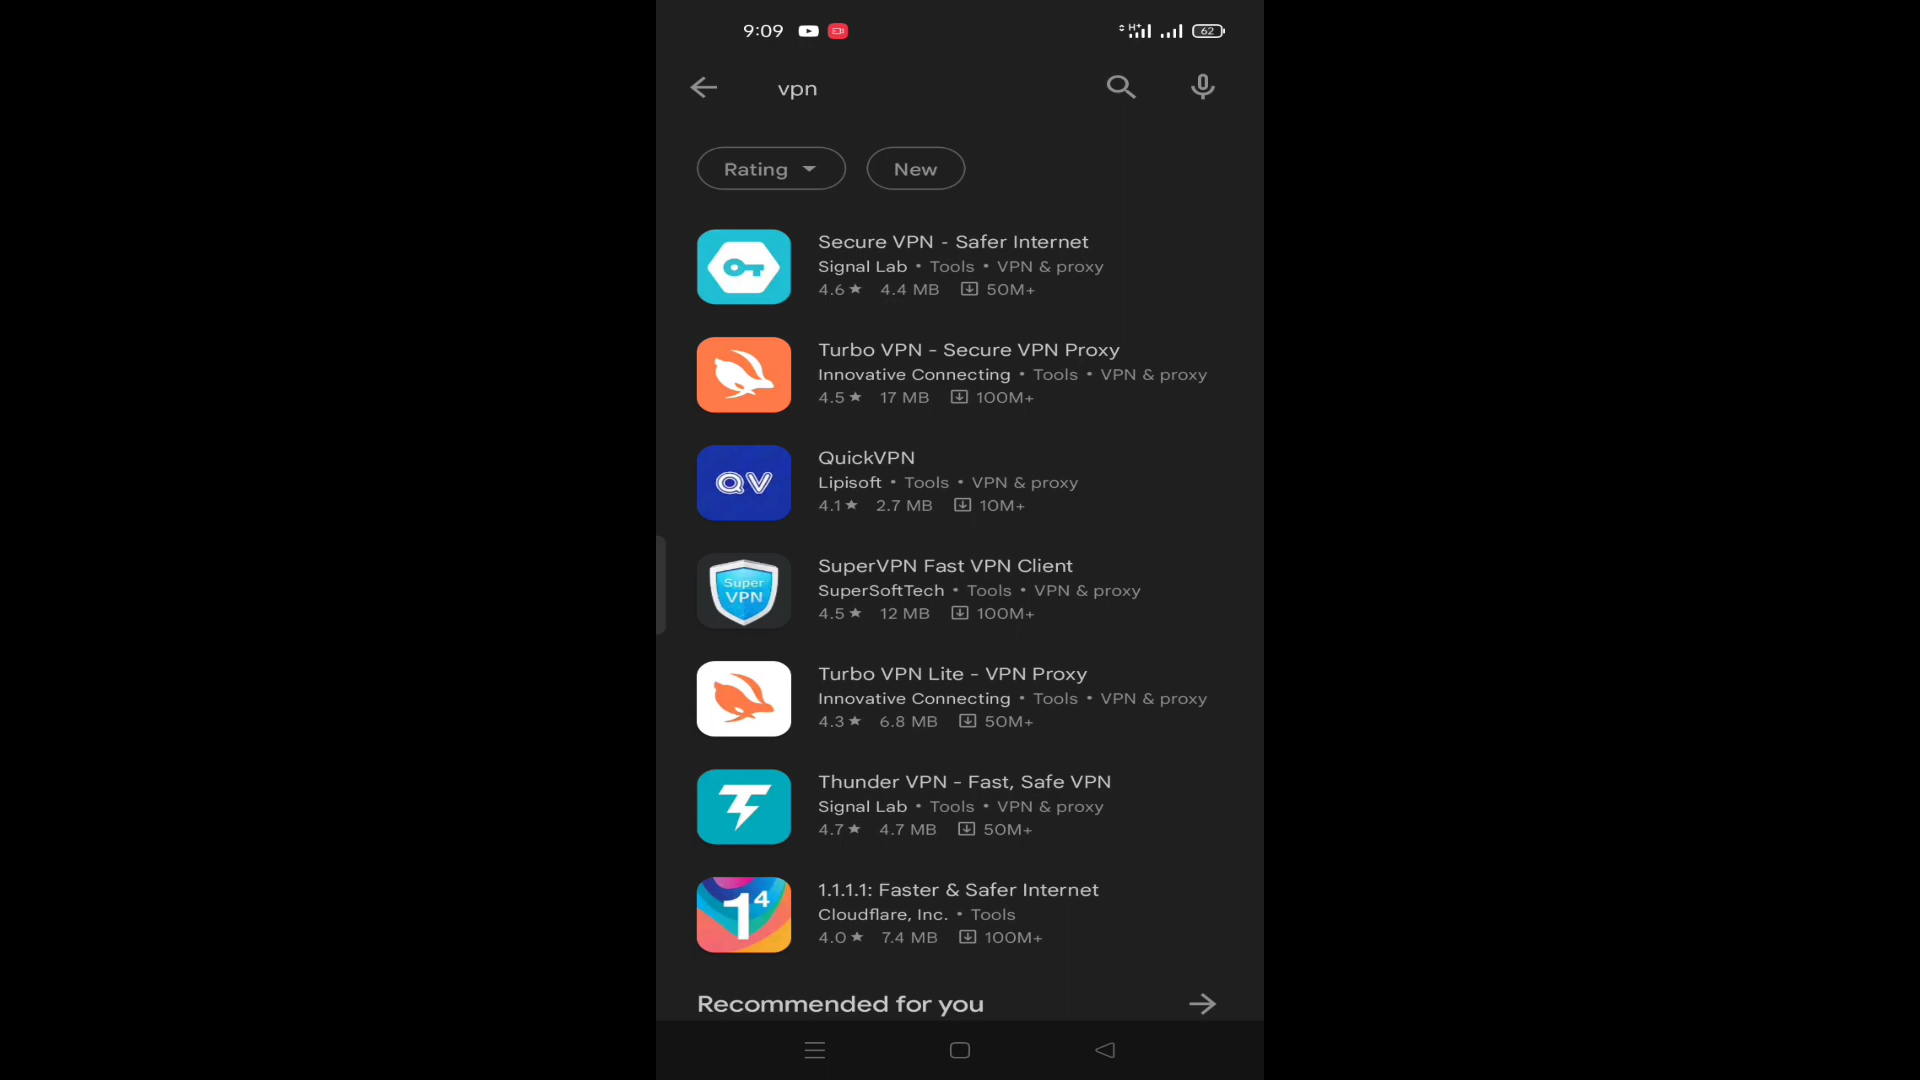 9:09 H+ 62
vpn
Rating New
Secure VPN - Safer Internet
Signal Lab • Tools • VPN & proxy
4.6★ 4.4 MB 50M+
Turbo VPN - Secure VPN Proxy
Innovative Connecting • Tools • VPN & proxy
4.5★ 17 MB 100M+
QV
QuickVPN
Lipisoft • Tools • VPN & proxy
4.1★ 2.7 MB 10M+
Super
VPN
SuperVPN Fast VPN Client
SuperSoftTech • Tools • VPN & proxy
4.5★ 12 MB 100M+
Turbo VPN Lite - VPN Proxy
Innovative Connecting • Tools • VPN & proxy
4.3★ 6.8 MB 50M+
Thunder VPN - Fast, Safe VPN
Signal Lab • Tools • VPN & proxy
4.7★ 4.7 MB 50M+
1⁴
1.1.1.1: Faster & Safer Internet
Cloudflare, Inc. • Tools
4.0★ 7.4 MB 100M+
Recommended for you